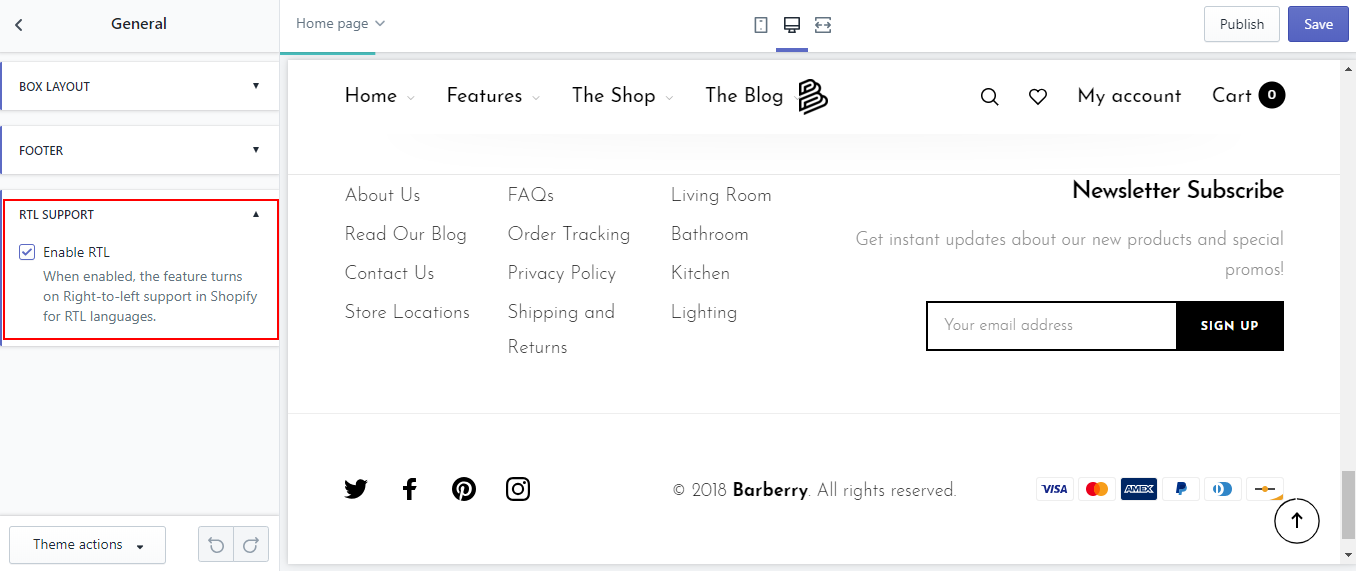 General
Home page
Publish
Save
BOX LAYOUT
FOOTER
RTL SUPPORT
Enable RTL
When enabled, the feature turns
on Right-to-left support in Shopify
for RTL languages.
Theme actions
Home
Features
The Shop
The Blog
My account
Cart 0
About Us
Read Our Blog
Contact Us
Store Locations
FAQs
Order Tracking
Privacy Policy
Shipping and
Returns
Living Room
Bathroom
Kitchen
Lighting
Newsletter Subscribe
Get instant updates about our new products and special
promos!
Your email address
SIGN UP
© 2018 Barberry. All rights reserved.
VISA
AMEX